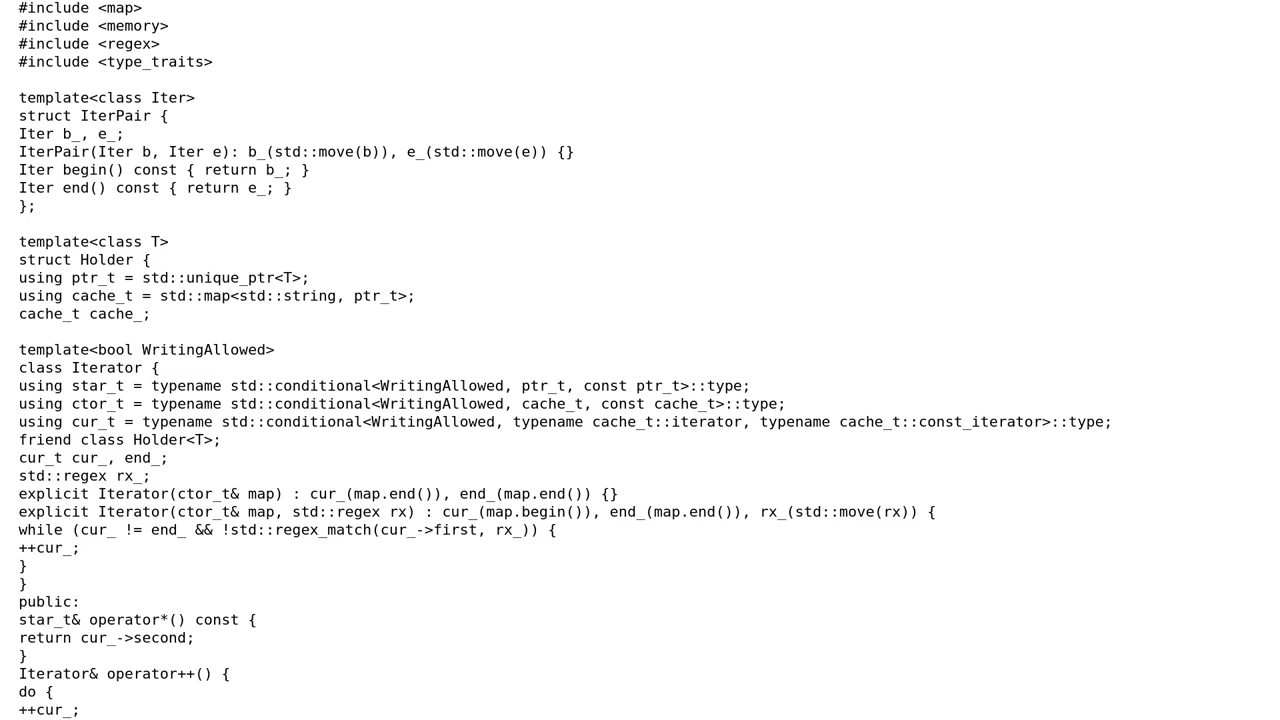 #include <map>
#include <memory>
#include <regex>
#include <type_traits>

template<class Iter>
struct IterPair {
Iter b_, e_;
IterPair(Iter b, Iter e): b_(std::move(b)), e_(std::move(e)) {}
Iter begin() const { return b_; }
Iter end() const { return e_; }
};

template<class T>
struct Holder {
using ptr_t = std::unique_ptr<T>;
using cache_t = std::map<std::string, ptr_t>;
cache_t cache_;

template<bool WritingAllowed>
class Iterator {
using star_t = typename std::conditional<WritingAllowed, ptr_t, const ptr_t>::type;
using ctor_t = typename std::conditional<WritingAllowed, cache_t, const cache_t>::type;
using cur_t = typename std::conditional<WritingAllowed, typename cache_t::iterator, typename cache_t::const_iterator>::type;
friend class Holder<T>;
cur_t cur_, end_;
std::regex rx_;
explicit Iterator(ctor_t& map) : cur_(map.end()), end_(map.end()) {}
explicit Iterator(ctor_t& map, std::regex rx) : cur_(map.begin()), end_(map.end()), rx_(std::move(rx)) {
while (cur_ != end_ && !std::regex_match(cur_->first, rx_)) {
++cur_;
}
}
public:
star_t& operator*() const {
return cur_->second;
}
Iterator& operator++() {
do {
++cur_;